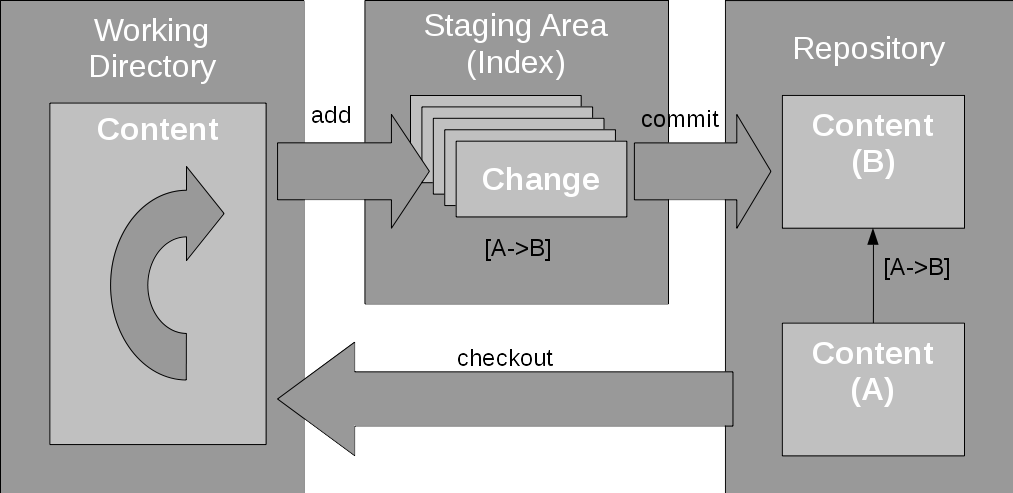 Working
Directory
Content
add
Staging Area
(Index)
Change
[A->B]
commit
Repository
Content
(B)
[A->B]
Content
(A)
checkout